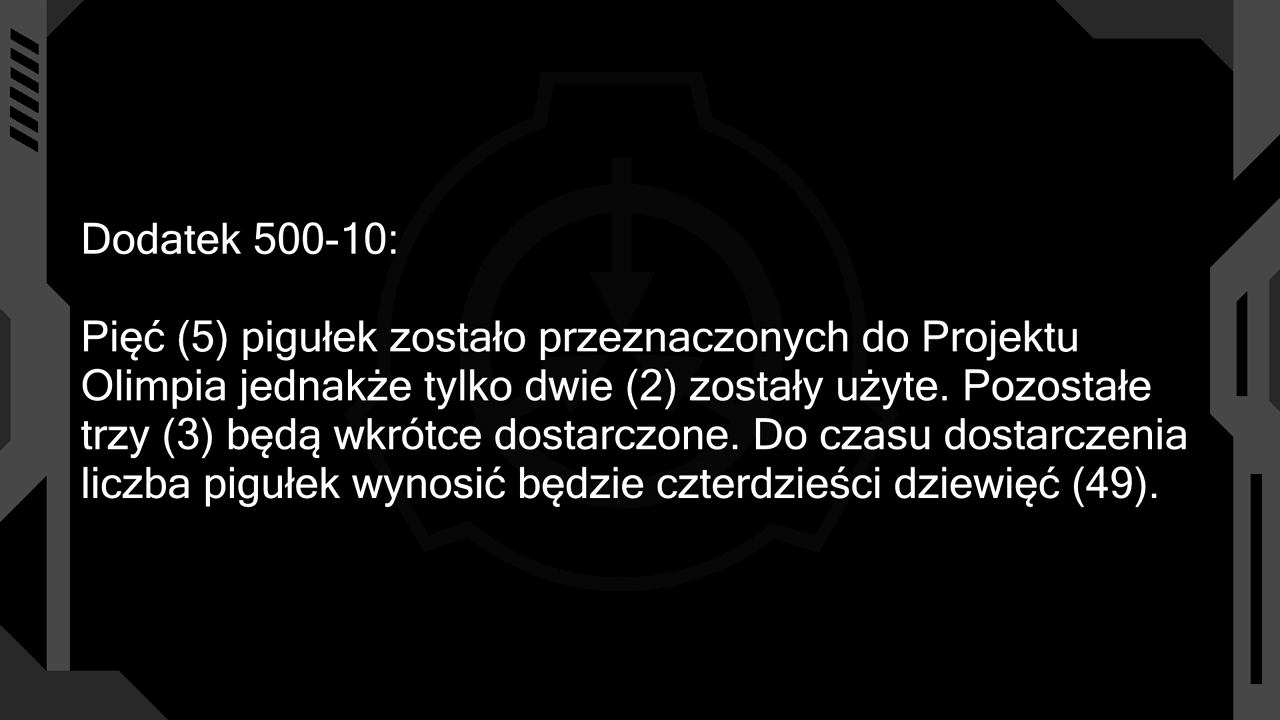 Dodatek 500-10:
Pięć (5) pigułek zostało przeznaczonych do Projektu
Olimpia jednakże tylko dwie (2) zostały użyte. Pozostałe
trzy (3) będą wkrótce dostarczone. Do czasu dostarczenia
liczba pigułek wynosić będzie czterdzieści dziewięć (49).